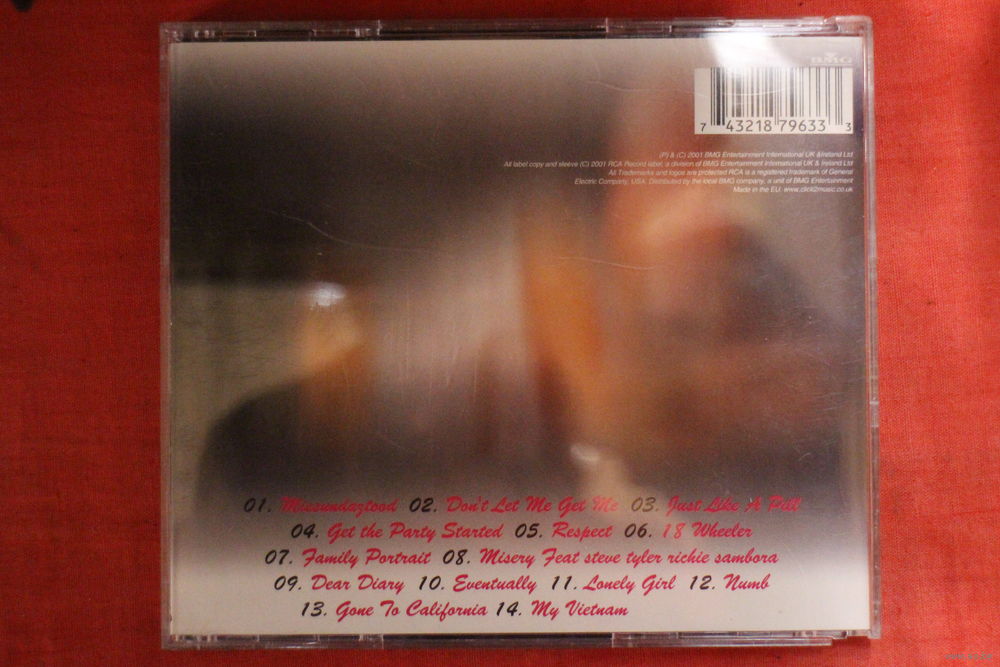 BMG
7 43218 79633 3
(P) & (C) 2001 BMG Entertainment International UK &Ireland Ltd
All label copy and sleeve (C) 2001 RCA Record label, a division of BMG Entertainment International UK & Ireland Ltd
All Trademarks and logos are protected RCA is a registered trademark of General
Electric Company, USA. Distributed by the local BMG company, a unit of BMG Entertainment
Made in the EU. www.click2music.co.uk
01. Missundaztood 02. Don't Let Me Get Me 03. Just Like A Pill
04. Get the Party Started 05. Respect 06. 18 Wheeler
07. Family Portrait 08. Misery Feat steve tyler richie sambora
09. Dear Diary 10. Eventually 11. Lonely Girl 12. Numb
13. Gone To California 14. My Vietnam